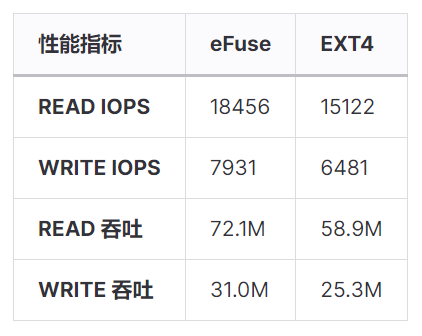 性能指标 eFuse EXT4
READ IOPS 18456 15122
WRITE IOPS 7931 6481
READ 吞吐 72.1M 58.9M
WRITE 吞吐 31.0M 25.3M